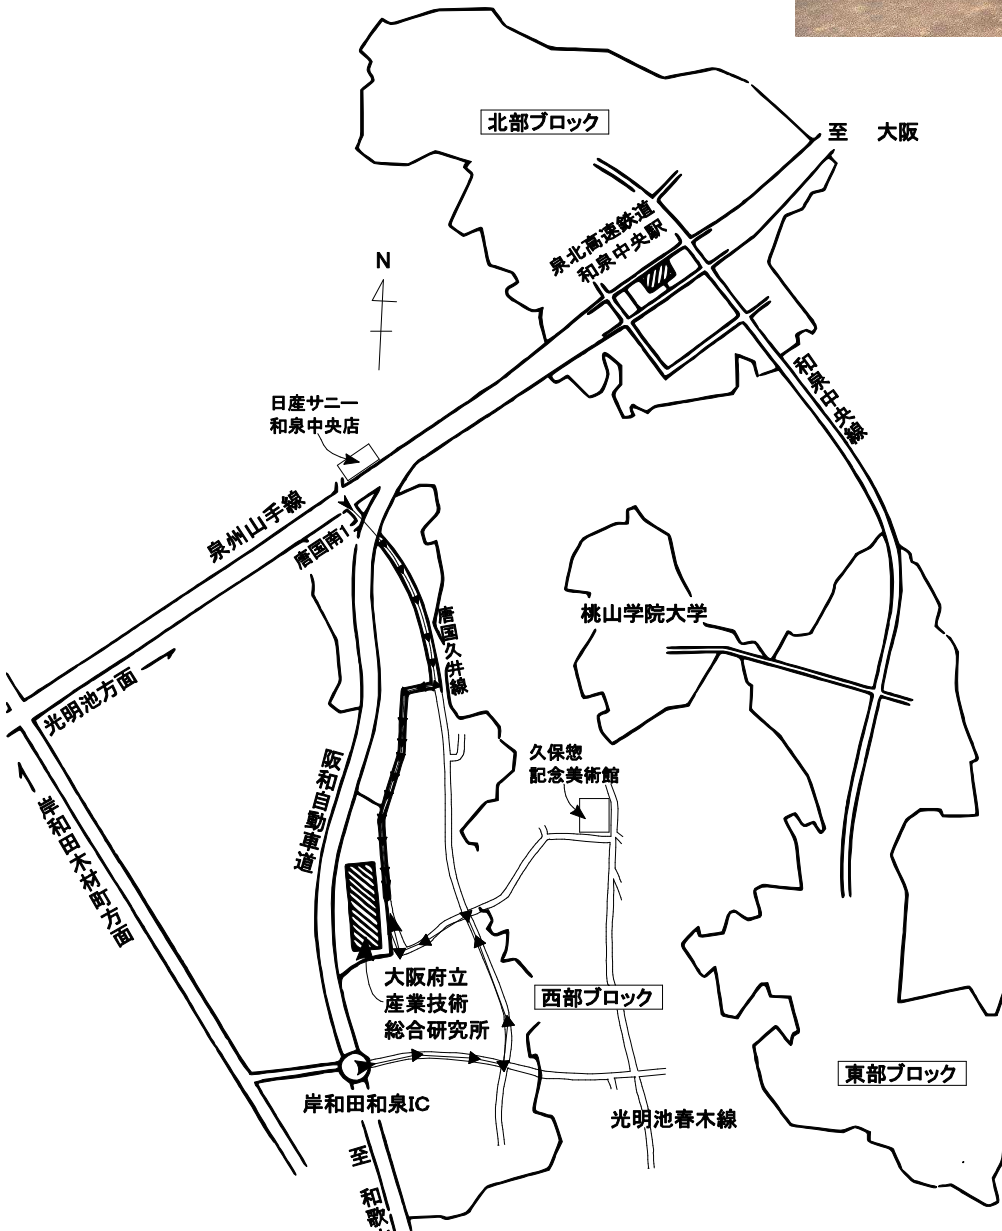 北部ブロック
至 大阪
泉北高速鉄道
和泉中央駅
N
日産サニー
和泉中央店
和泉中央線
泉州山手線
唐国南1
桃山学院大学
唐国久井線
光明池方面
久保惣
記念美術館
阪和自動車道
岸和田木材町方面
大阪府立
産業技術
総合研究所
西部ブロック
東部ブロック
岸和田和泉IC
光明池春木線
至 和歌